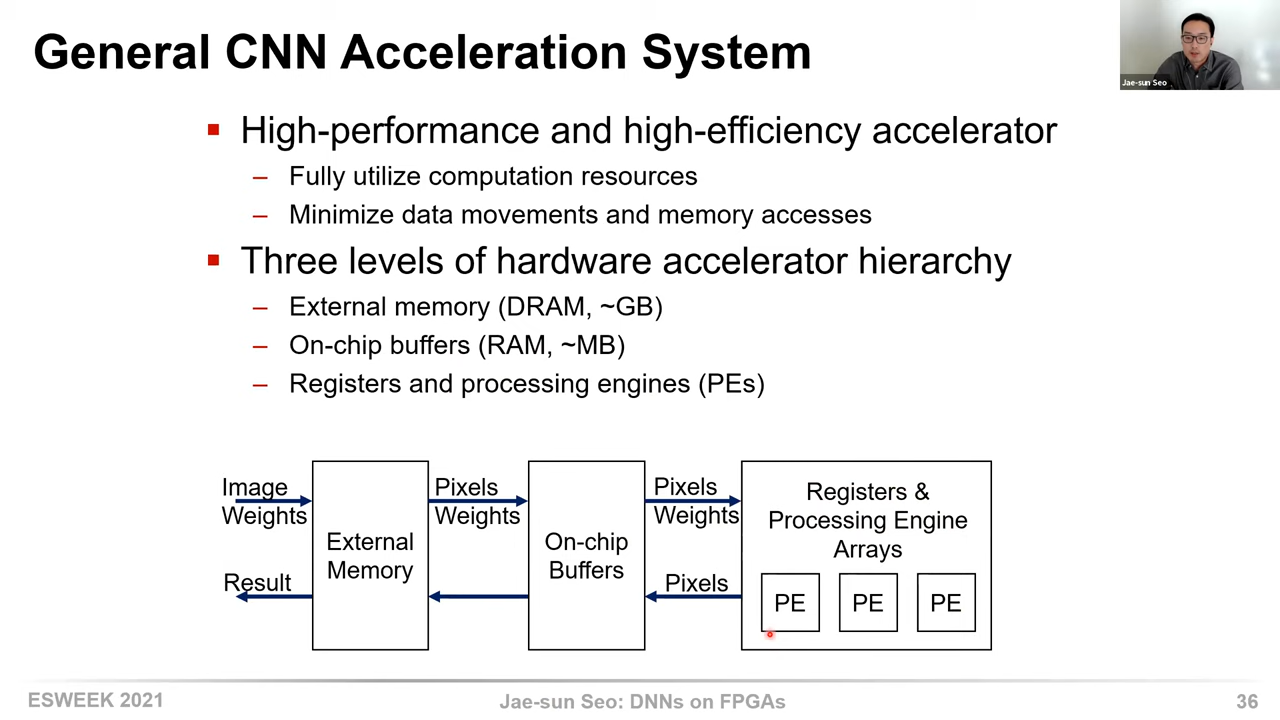 General CNN Acceleration System
Jae-sun Seo
High-performance and high-efficiency accelerator
– Fully utilize computation resources
– Minimize data movements and memory accesses
Three levels of hardware accelerator hierarchy
– External memory (DRAM, ~GB)
– On-chip buffers (RAM, ~MB)
– Registers and processing engines (PEs)
Image
Weights
Result
External
Memory
Pixels
Weights
On-chip
Buffers
Pixels
Weights
Pixels
Registers &
Processing Engine
Arrays
PE PE PE
ESWEEK 2021
Jae-sun Seo: DNNs on FPGAs
36